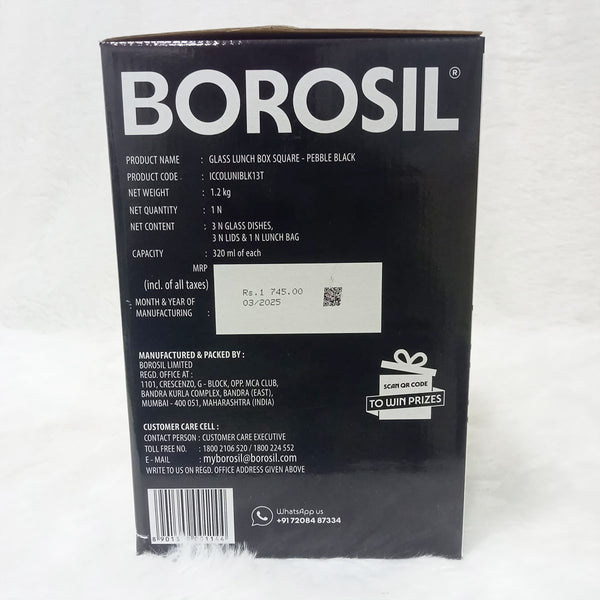 BOROSIL®
PRODUCT NAME : GLASS LUNCH BOX SQUARE - PEBBLE BLACK
PRODUCT CODE : ICCOLUNIBLK13T
NET WEIGHT : 1.2 kg
NET QUANTITY : 1 N
NET CONTENT : 3 N GLASS DISHES,
3 N LIDS & 1 N LUNCH BAG
CAPACITY : 320 ml of each
MRP
(incl. of all taxes)
Rs.1 745.00
MONTH & YEAR OF
MANUFACTURING :
03/2025
MANUFACTURED & PACKED BY :
BOROSIL LIMITED
REGD. OFFICE AT :
1101, CRESCENZO, G - BLOCK, OPP. MCA CLUB,
BANDRA KURLA COMPLEX, BANDRA (EAST),
MUMBAI - 400 051, MAHARASHTRA (INDIA)
SCAN QR CODE
TO WIN PRIZES
CUSTOMER CARE CELL :
CONTACT PERSON : CUSTOMER CARE EXECUTIVE
TOLL FREE NO. : 1800 2106 520 / 1800 224 552
E - MAIL : myborosil@borosil.com
WRITE TO US ON REGD. OFFICE ADDRESS GIVEN ABOVE
WhatsApp us
+91 72084 87334